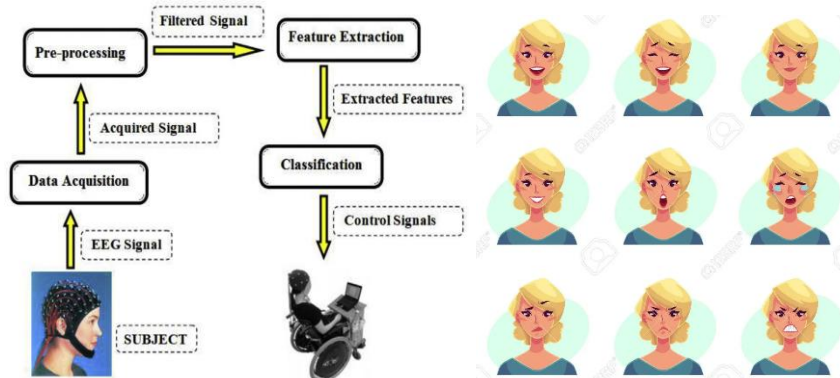 Filtered Signal
Pre-processing
Feature Extraction
Acquired Signal
Extracted Features
Data Acquisition
Classification
EEG Signal
Control Signals
SUBJECT